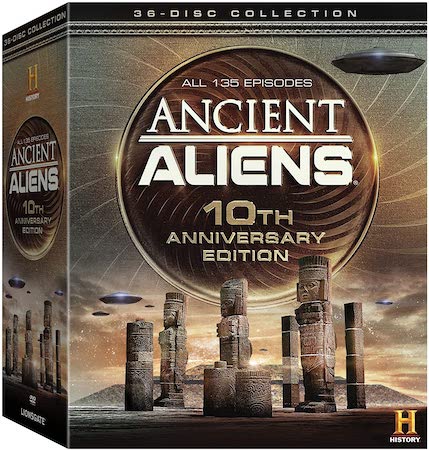 36-DISC COLLECTION
36-DISC COLLECTION
H
HISTORY
ALL 135 EPISODES
ANCIENT
ALIENS
10TH
ANNIVERSARY
EDITION
DVD
LIONSGATE
ALL 135 EPISODES
ANCIENT
ALIENS®
10TH
ANNIVERSARY
EDITION
H
HISTORY